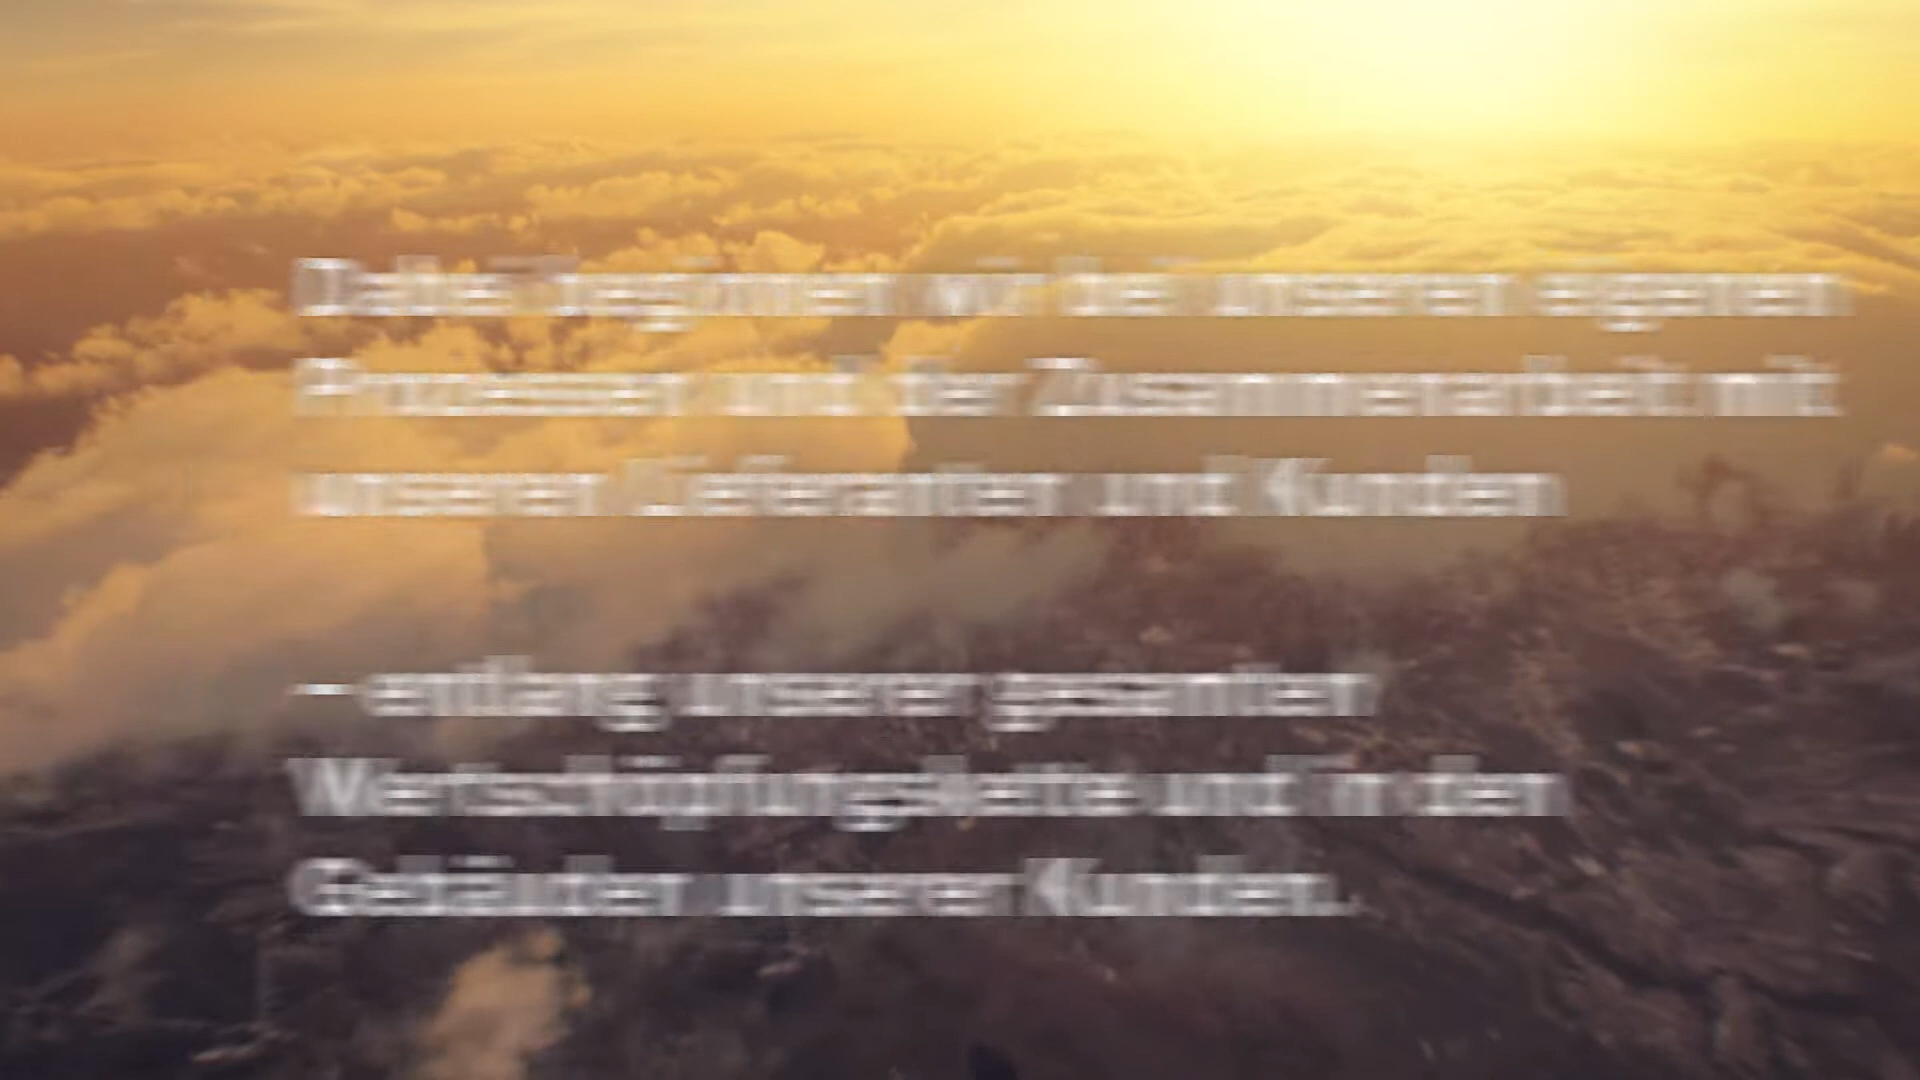 Dabei beginnen wir bei unseren eigenen
Prozessen und der Zusammenarbeit mit
unseren Lieferanten und Kunden
– entlang unserer gesamten
Wertschöpfungskette und in den
Gebäuden unserer Kunden.